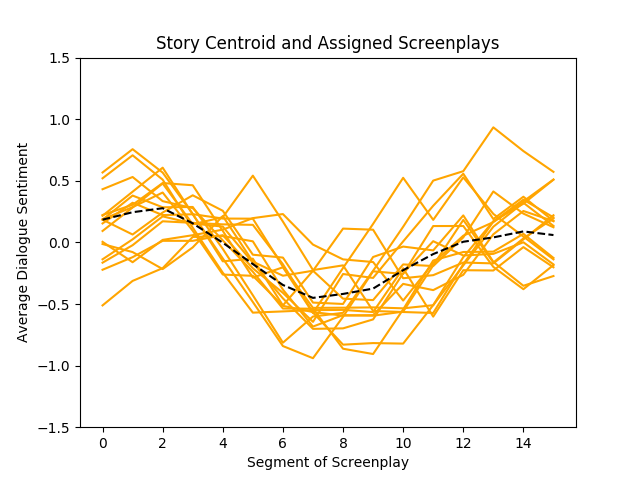 Story Centroid and Assigned Screenplays
1.5
1.0
0.5
0.0
−0.5
−1.0
−1.5
Average Dialogue Sentiment
0 2 4 6 8 10 12 14
Segment of Screenplay